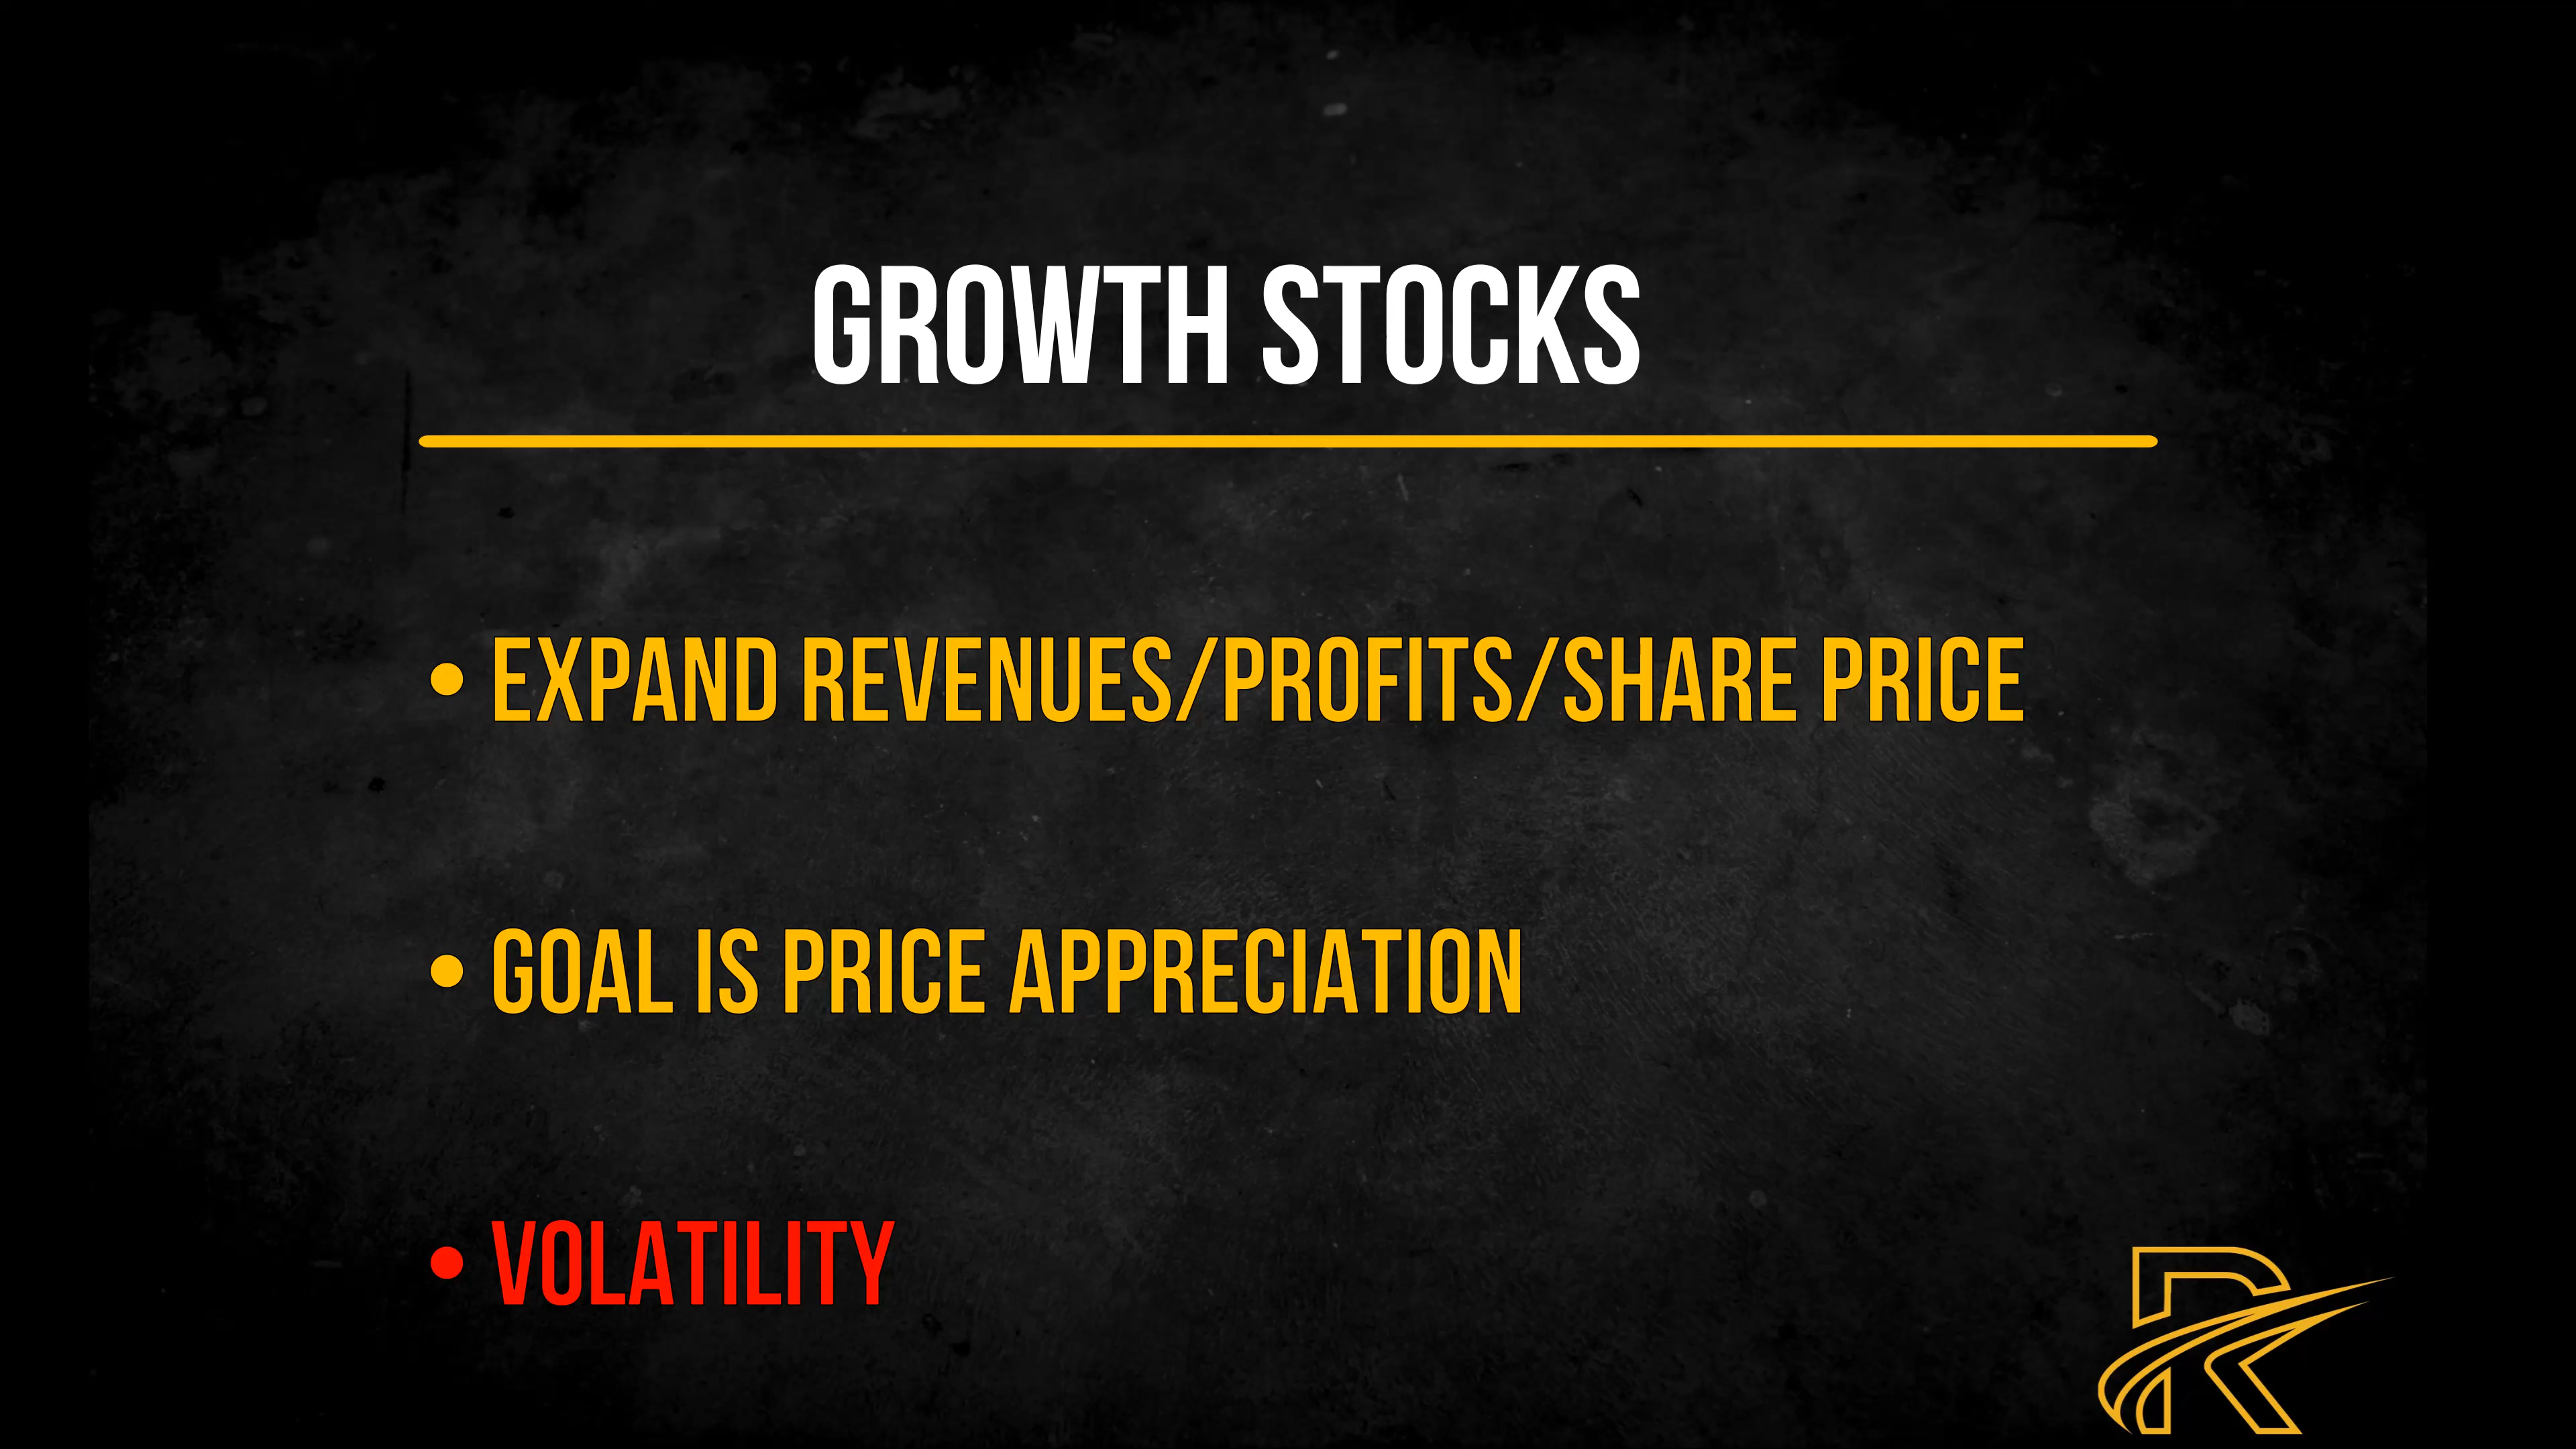 GROWTH STOCKS
• EXPAND REVENUES/PROFITS/SHARE PRICE
• GOAL IS PRICE APPRECIATION
• VOLATILITY
R